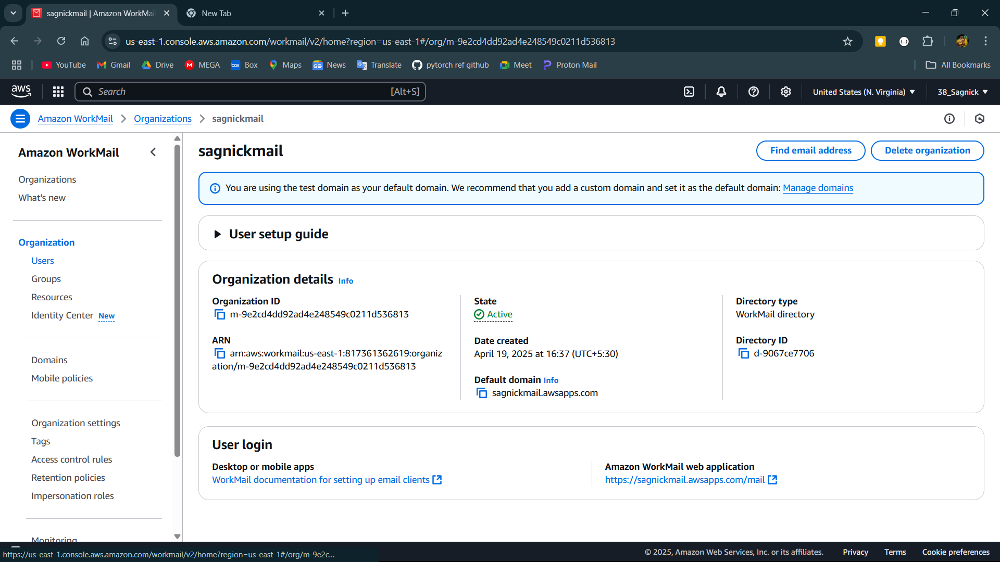 sagnickmail | Amazon WorkMail
New Tab
us-east-1.console.aws.amazon.com/workmail/v2/home?region=us-east-1#/org/m-9e2cd4dd92ad4e248549c0211d536813
YouTube
Gmail
Drive
MEGA
box
Box
Maps
News
Translate
pytorch ref github
Meet
Proton Mail
All Bookmarks
aws
Search
[Alt+S]
United States (N. Virginia)
38_Sagnick
Amazon WorkMail
Organizations
sagnickmail
Amazon WorkMail
Organizations
What's new
Organization
Users
Groups
Resources
Identity Center New
Domains
Mobile policies
Organization settings
Tags
Access control rules
Retention policies
Impersonation roles
Monitoring
sagnickmail
Find email address
Delete organization
You are using the test domain as your default domain. We recommend that you add a custom domain and set it as the default domain: Manage domains
User setup guide
Organization details Info
Organization ID
m-9e2cd4dd92ad4e248549c0211d536813
ARN
arn:aws:workmail:us-east-1:817361362619:organiz
ation/m-9e2cd4dd92ad4e248549c0211d536813
State
Active
Date created
April 19, 2025 at 16:37 (UTC+5:30)
Default domain Info
sagnickmail.awsapps.com
Directory type
WorkMail directory
Directory ID
d-9067ce7706
User login
Desktop or mobile apps
WorkMail documentation for setting up email clients
Amazon WorkMail web application
https://sagnickmail.awsapps.com/mail
https://us-east-1.console.aws.amazon.com/workmail/v2/home?region=us-east-1#/org/m-9e2c...
© 2025, Amazon Web Services, Inc. or its affiliates.
Privacy
Terms
Cookie preferences